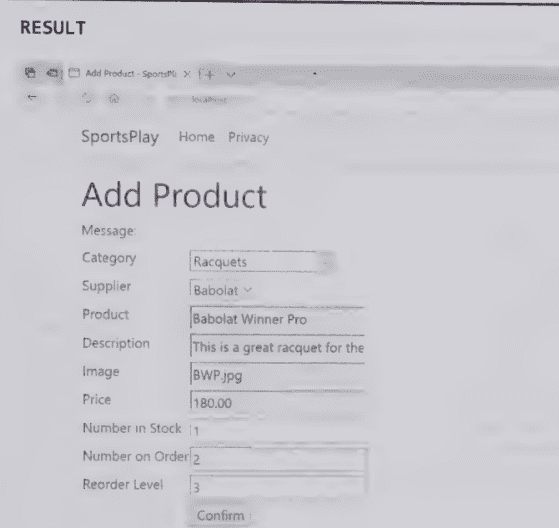 RESULT
Add Product - SportsPl
localhost
SportsPlay Home Privacy
Add Product
Message:
Category Racquets
Supplier Babolat
Product Babolat Winner Pro
Description This is a great racquet for the
Image BWP.jpg
Price 180.00
Number in Stock 1
Number on Order 2
Reorder Level 3
Confirm